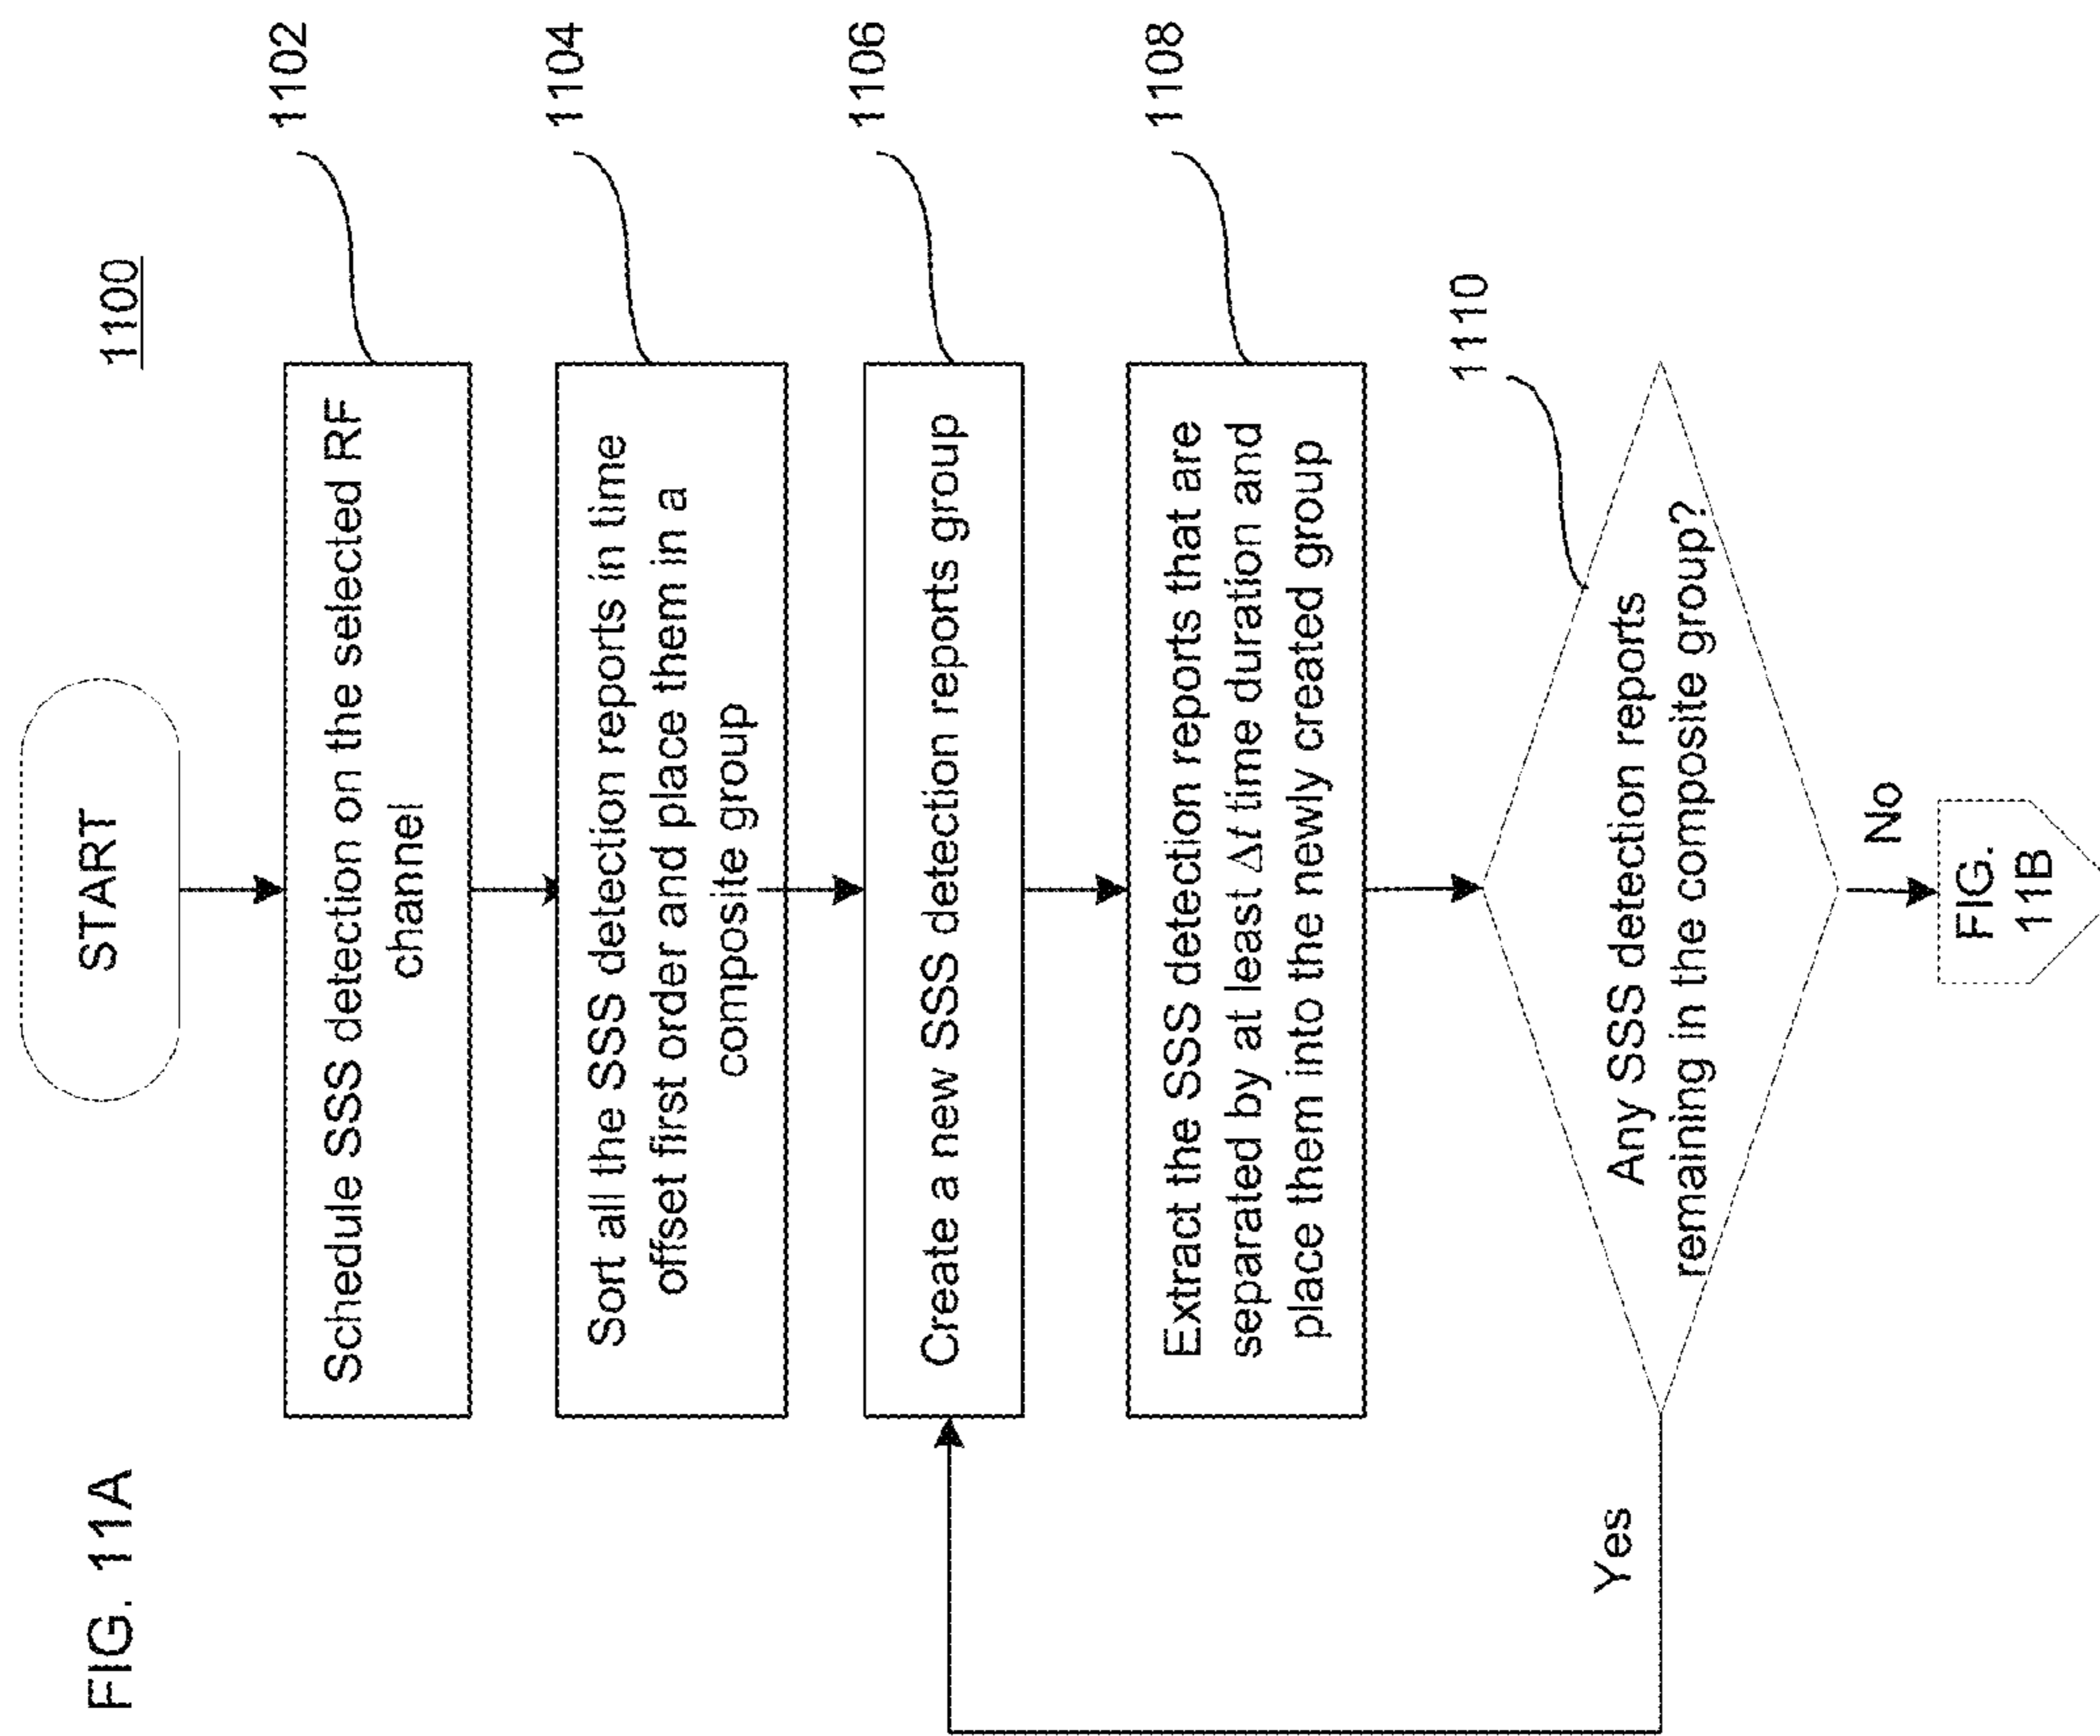 FIG. 11A
1100
START
1102
Schedule SSS detection on the selected RF
channel
1104
Sort all the SSS detection reports in time
offset first order and place them in a
composite group
1106
Create a new SSS detection reports group
1108
Extract the SSS detection reports that are
separated by at least Δt time duration and
place them into the newly created group
1110
Any SSS detection reports
remaining in the composite group?
Yes
No
FIG.
11B